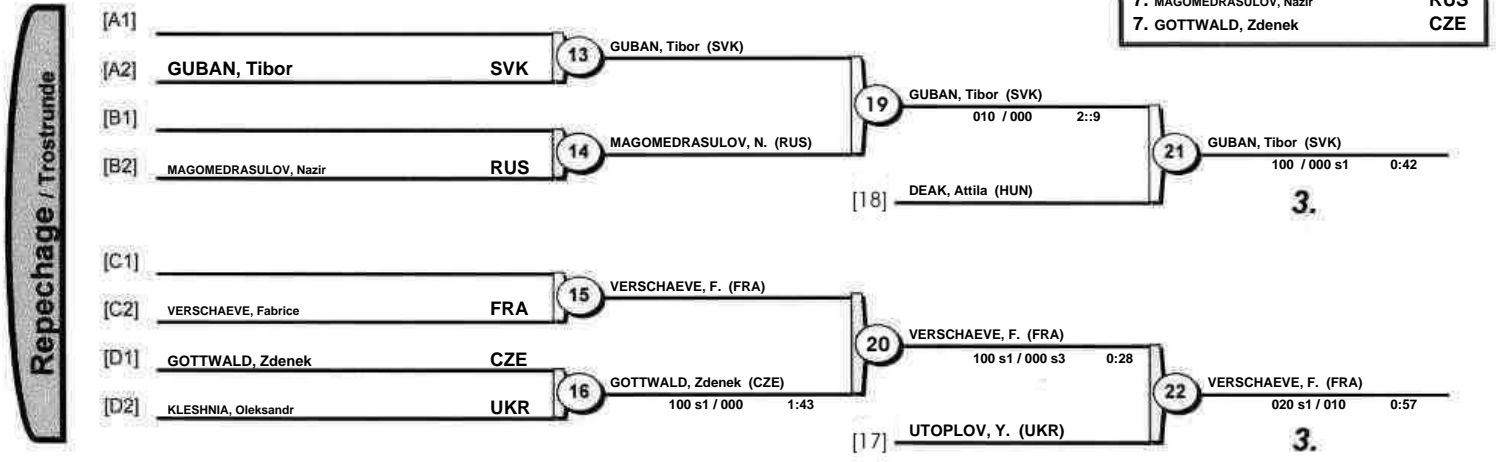 7. MAGOMEDRASULOV, Nazir RUS
7. GOTTWALD, Zdenek CZE
Repechage / Trostrunde
[A1]
[A2] GUBAN, Tibor SVK
13
GUBAN, Tibor (SVK)
[B1]
[B2] MAGOMEDRASULOV, Nazir RUS
14
MAGOMEDRASULOV, N. (RUS)
19
GUBAN, Tibor (SVK)
010 / 000 2::9
[18] DEAK, Attila (HUN)
21
GUBAN, Tibor (SVK)
100 / 000 s1 0:42
3.
[C1]
[C2] VERSCHAEVE, Fabrice FRA
15
VERSCHAEVE, F. (FRA)
[D1] GOTTWALD, Zdenek CZE
[D2] KLESHNIA, Oleksandr UKR
16
GOTTWALD, Zdenek (CZE)
100 s1 / 000 1:43
20
VERSCHAEVE, F. (FRA)
100 s1 / 000 s3 0:28
[17] UTOPLOV, Y. (UKR)
22
VERSCHAEVE, F. (FRA)
020 s1 / 010 0:57
3.